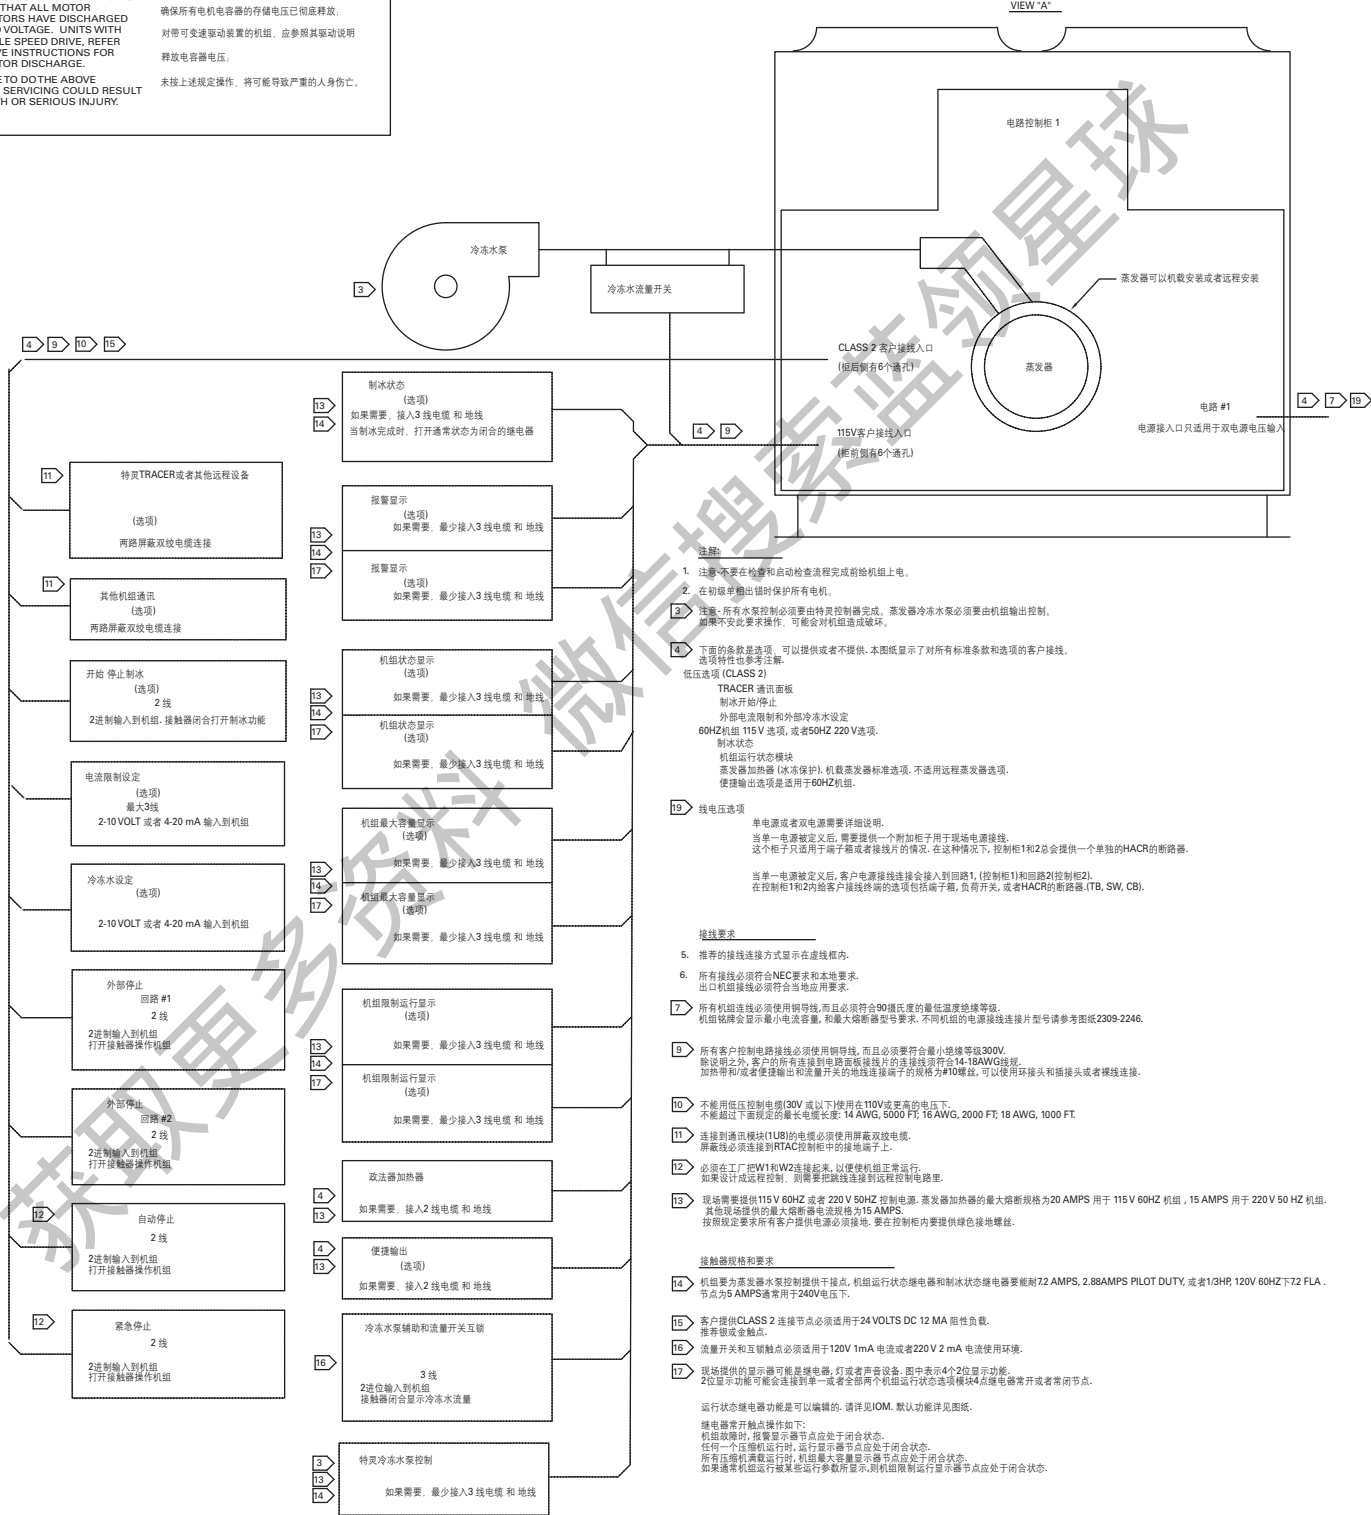 THAT ALL MOTOR
TORS HAVE DISCHARGED
VOLTAGE. UNITS WITH
LE SPEED DRIVE, REFER
VE INSTRUCTIONS FOR
TOR DISCHARGE.
E TO DO THE ABOVE
SERVICING COULD RESULT
H OR SERIOUS INJURY.
确保所有电机电容器的存储电压已彻底释放;
对带可变速驱动装置的机组, 应参照其驱动说明
释放电容器电压;
未按上述规定操作, 将可能导致严重的人身伤亡。
VIEW "A"
电路控制柜 1
冷冻水泵
3
冷冻水流量开关
蒸发器可以机载安装或者远程安装
CLASS 2 客户接线入口
(柜后侧有6个通孔)
蒸发器
电路 #1
4 7 19
电源接入口只适用于双电源电压输入
115V客户接线入口
(柜前侧有6个通孔)
4 9
4 9 10 15
11
特灵TRACER或者其他远程设备
(选项)
两路屏蔽双绞电缆连接
11
其他机组通讯
(选项)
两路屏蔽双绞电缆连接
开始 停止制冰
(选项)
2 线
2进制输入到机组. 接触器闭合打开制冰功能
电流限制设定
(选项)
最大3线
2-10 VOLT 或者 4-20 mA 输入到机组
冷冻水设定
(选项)
2-10 VOLT 或者 4-20 mA 输入到机组
外部停止
回路 #1
2 线
2进制输入到机组
打开接触器操作机组
外部停止
回路 #2
2 线
2进制输入到机组
打开接触器操作机组
12
自动停止
2 线
2进制输入到机组
打开接触器操作机组
12
紧急停止
2 线
2进制输入到机组
打开接触器操作机组
13
14
制冰状态
(选项)
如果需要, 接入3 线电缆 和 地线
当制冰完成时, 打开通常状态为闭合的继电器
13
14
17
报警显示
(选项)
如果需要, 最少接入3 线电缆 和 地线
报警显示
(选项)
如果需要, 最少接入3 线电缆 和 地线
13
14
17
机组状态显示
(选项)
如果需要, 最少接入3 线电缆 和 地线
机组状态显示
(选项)
如果需要, 最少接入3 线电缆 和 地线
13
14
17
机组最大容量显示
(选项)
如果需要, 最少接入3 线电缆 和 地线
机组最大容量显示
(选项)
如果需要, 最少接入3 线电缆 和 地线
13
14
17
机组限制运行显示
(选项)
如果需要, 最少接入3 线电缆 和 地线
机组限制运行显示
(选项)
如果需要, 最少接入3 线电缆 和 地线
4
13
政法器加热器
如果需要, 接入2 线电缆 和 地线
4
13
便捷输出
(选项)
如果需要, 接入2 线电缆 和 地线
16
冷冻水泵辅助和流量开关互锁
3 线
2进位输入到机组
接触器闭合显示冷冻水流量
3
13
14
特灵冷冻水泵控制
如果需要, 最少接入3 线电缆 和 地线
注解:
1. 注意-不要在检查和启动检查流程完成前给机组上电。
2. 在初级单相出错时保护所有电机。
3 注意- 所有水泵控制必须要由特灵控制器完成。蒸发器冷冻水泵必须要由机组输出控制。
如果不安此要求操作, 可能会对机组造成破坏。
4 下面的条款是选项, 可以提供或者不提供. 本图纸显示了对所有标准条款和选项的客户接线。
选项特性也参考注解.
低压选项 (CLASS 2)
TRACER 通讯面板
制冰开始/停止
外部电流限制和外部冷冻水设定
60HZ机组 115 V 选项, 或者50HZ 220 V选项.
制冰状态
机组运行状态模块
蒸发器加热器 (冰冻保护). 机载蒸发器标准选项. 不适用远程蒸发器选项.
便捷输出选项是适用于60HZ机组.
19 线电压选项
单电源或者双电源需要详细说明.
当单一电源被定义后, 需要提供一个附加柜子用于现场电源接线.
这个柜子只适用于端子箱或者接线片的情况. 在这种情况下, 控制柜1和2总会提供一个单独的HACR的断路器.
当单一电源被定义后, 客户电源接线连接会接入到回路1, (控制柜1)和回路2(控制柜2).
在控制柜1和2内给客户接线终端的选项包括端子箱, 负荷开关, 或者HACR的断路器.(TB, SW, CB).
接线要求
5. 推荐的接线连接方式显示在虚线框内.
6. 所有接线必须符合NEC要求和本地要求.
出口机组接线必须符合当地应用要求.
7 所有机组连线必须使用铜导线,而且必须符合90摄氏度的最低温度绝缘等级.
机组铭牌会显示最小电流容量, 和最大熔断器型号要求. 不同机组的电源接线连接片型号请参考图纸2309-2246.
9 所有客户控制电路接线必须使用铜导线, 而且必须要符合最小绝缘等级300V.
除说明之外, 客户的所有连接到电路面板接线片的连接线须符合14-18AWG线规.
加热带和/或者便捷输出和流量开关的地线连接端子的规格为#10螺丝, 可以使用环接头和插接头或者裸线连接.
10 不能用低压控制电缆(30V 或以下)使用在110V或更高的电压下.
不能超过下面规定的最长电缆长度: 14 AWG, 5000 FT; 16 AWG, 2000 FT; 18 AWG, 1000 FT.
11 连接到通讯模块(1U8)的电缆必须使用屏蔽双绞电缆.
屏蔽线必须连接到RTAC控制柜中的接地端子上.
12 必须在工厂把W1和W2连接起来, 以便使机组正常运行.
如果设计成远程控制, 则需要把跳线连接到远程控制电路里.
13 现场需要提供115 V 60HZ 或者 220 V 50HZ 控制电源. 蒸发器加热器的最大熔断规格为20 AMPS 用于 115 V 60HZ 机组 , 15 AMPS 用于 220 V 50 HZ 机组.
其他现场提供的最大熔断器电流规格为15 AMPS.
按照规定要求所有客户提供电源必须接地. 要在控制柜内要提供绿色接地螺丝.
接触器规格和要求
14 机组要为蒸发器水泵控制提供干接点, 机组运行状态继电器和制冰状态继电器要能耐7.2 AMPS, 2.88AMPS PILOT DUTY, 或者1/3HP, 120V 60HZ下7.2 FLA .
节点为5 AMPS通常用于240V电压下.
15 客户提供CLASS 2 连接节点必须适用于24 VOLTS DC 12 MA 阻性负载.
推荐银或金触点.
16 流量开关和互锁触点必须适用于120V 1mA 电流或者220 V 2 mA 电流使用环境.
17 现场提供的显示器可能是继电器, 灯或者声音设备. 图中表示4个2位显示功能.
2位显示功能可能会连接到单一或者全部两个机组运行状态选项模块4点继电器常开或者常闭节点.
运行状态继电器功能是可以编辑的. 请详见IOM. 默认功能详见图纸.
继电器常开触点操作如下:
机组故障时, 报警显示器节点应处于闭合状态.
任何一个压缩机运行时, 运行显示器节点应处于闭合状态.
所有压缩机满载运行时, 机组最大容量显示器节点应处于闭合状态.
如果通常机组运行被某些运行参数所显示,则机组限制运行显示器节点应处于闭合状态.
获取更多资料 微信搜索蓝领星球